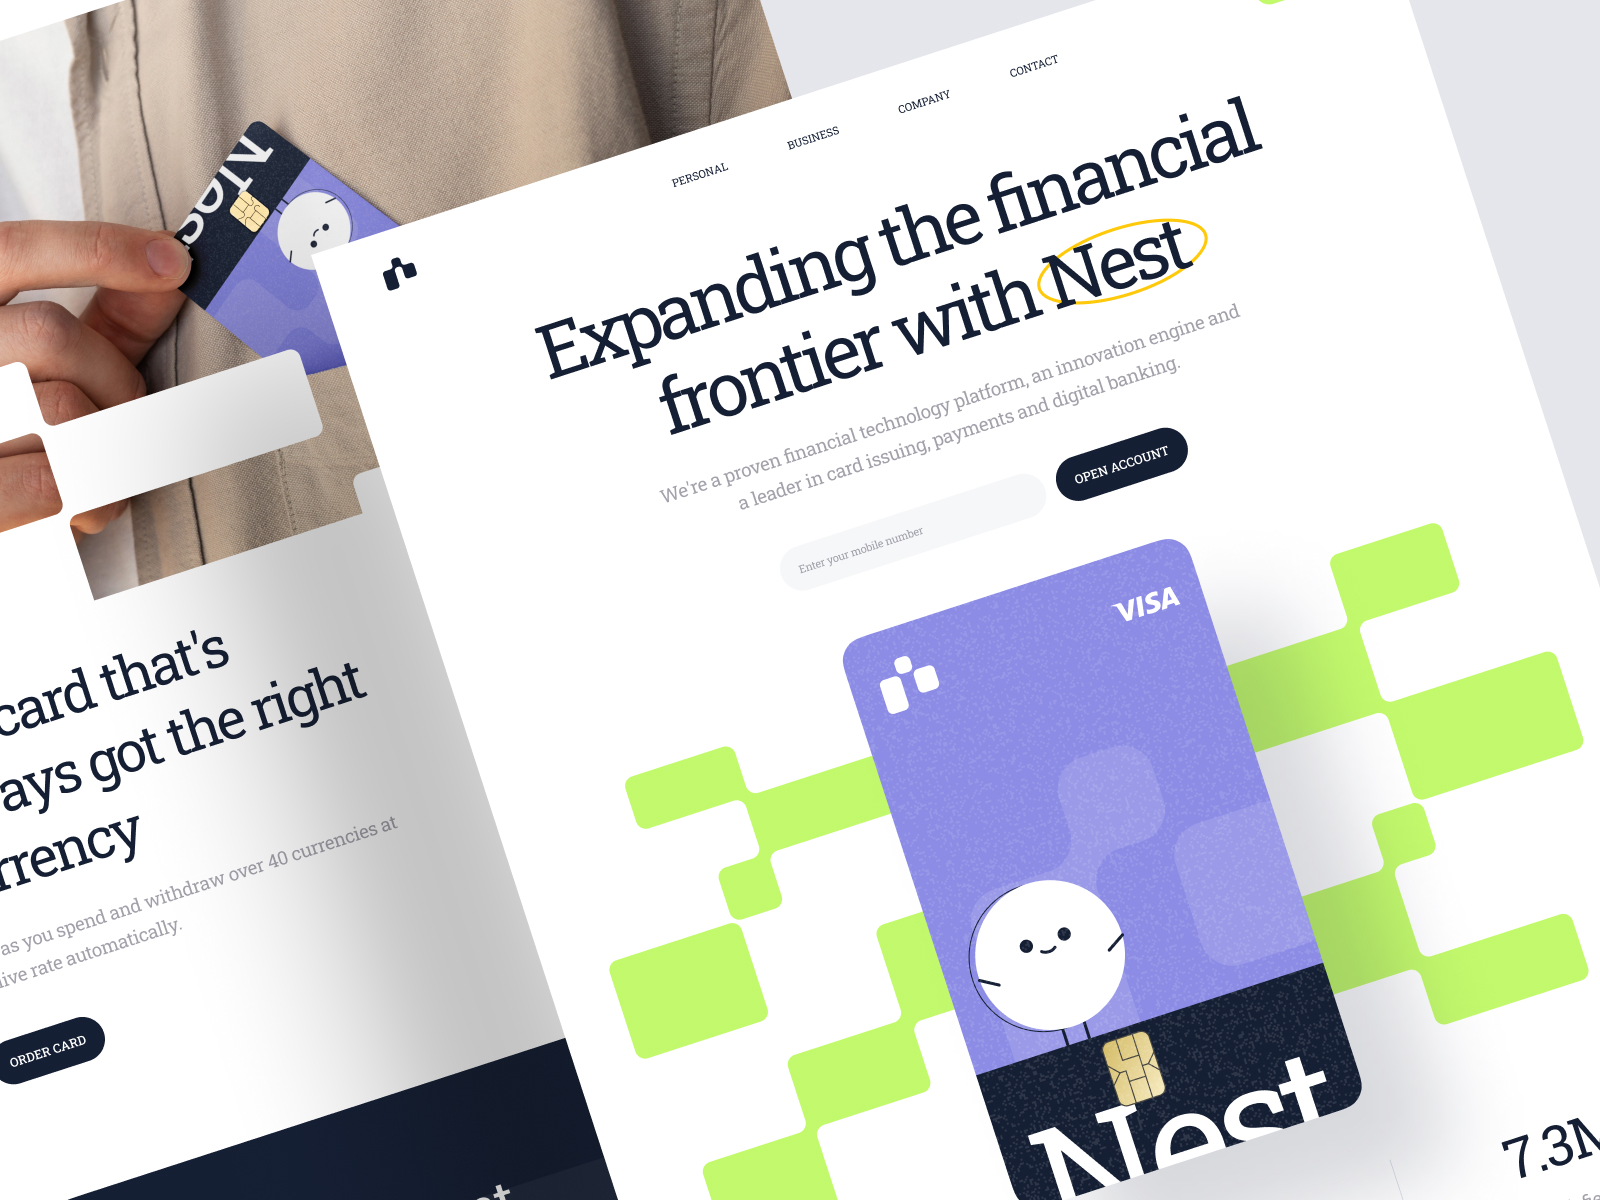 PERSONAL
BUSINESS
COMPANY
CONTACT
Expanding the financial
frontier with Nest
We're a proven financial technology platform, an innovation engine and
a leader in card issuing, payments and digital banking.
Enter your mobile number
OPEN ACCOUNT
VISA
Nest
7.3M
Nest
card that's
ays got the right
rrency
as you spend and withdraw over 40 currencies at
live rate automatically.
ORDER CARD